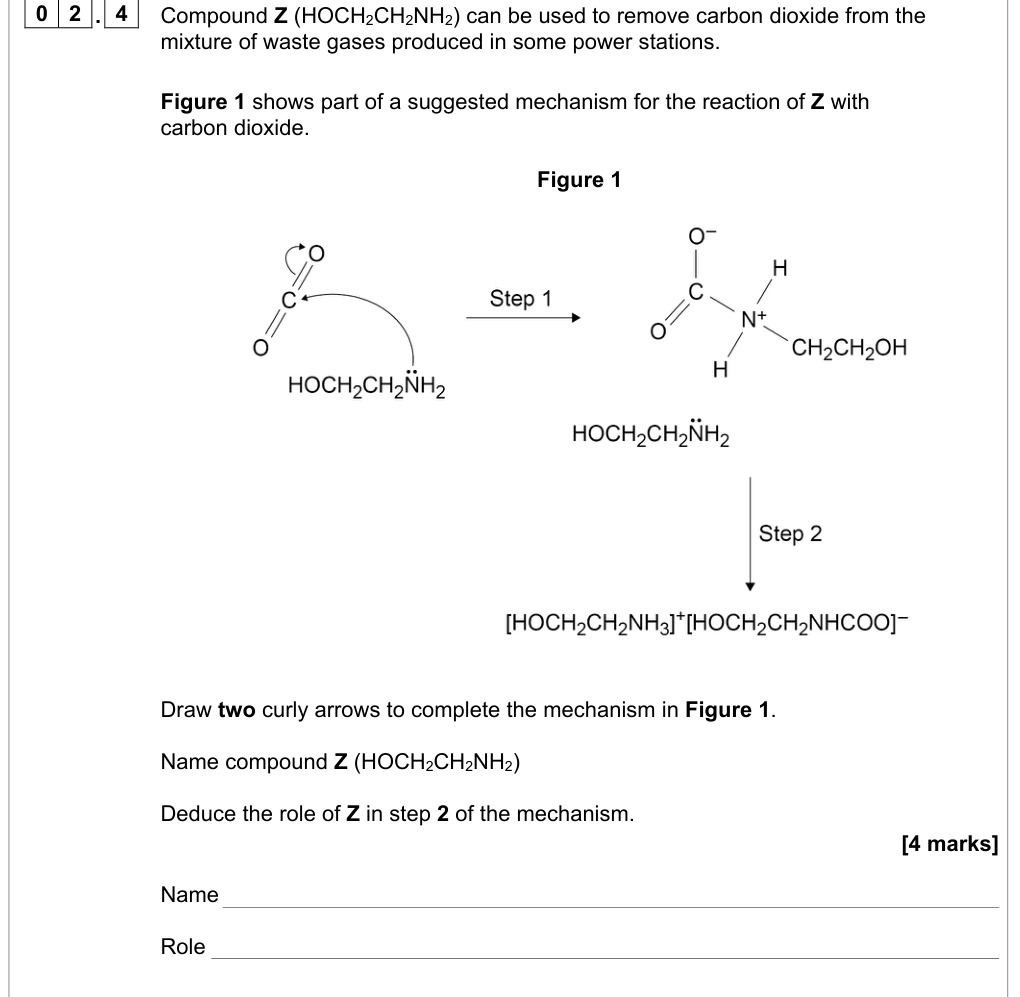 0 2 . 4 Compound Z (HOCH₂CH₂NH₂) can be used to remove carbon dioxide from the
mixture of waste gases produced in some power stations.
Figure 1 shows part of a suggested mechanism for the reaction of Z with
carbon dioxide.
Figure 1
O
C
O
HOCH₂CH₂N̈H₂
Step 1
O⁻
H
C
N⁺
O
CH₂CH₂OH
H
HOCH₂CH₂N̈H₂
Step 2
[HOCH₂CH₂NH₃]⁺[HOCH₂CH₂NHCOO]⁻
Draw two curly arrows to complete the mechanism in Figure 1.
Name compound Z (HOCH₂CH₂NH₂)
Deduce the role of Z in step 2 of the mechanism.
[4 marks]
Name
Role